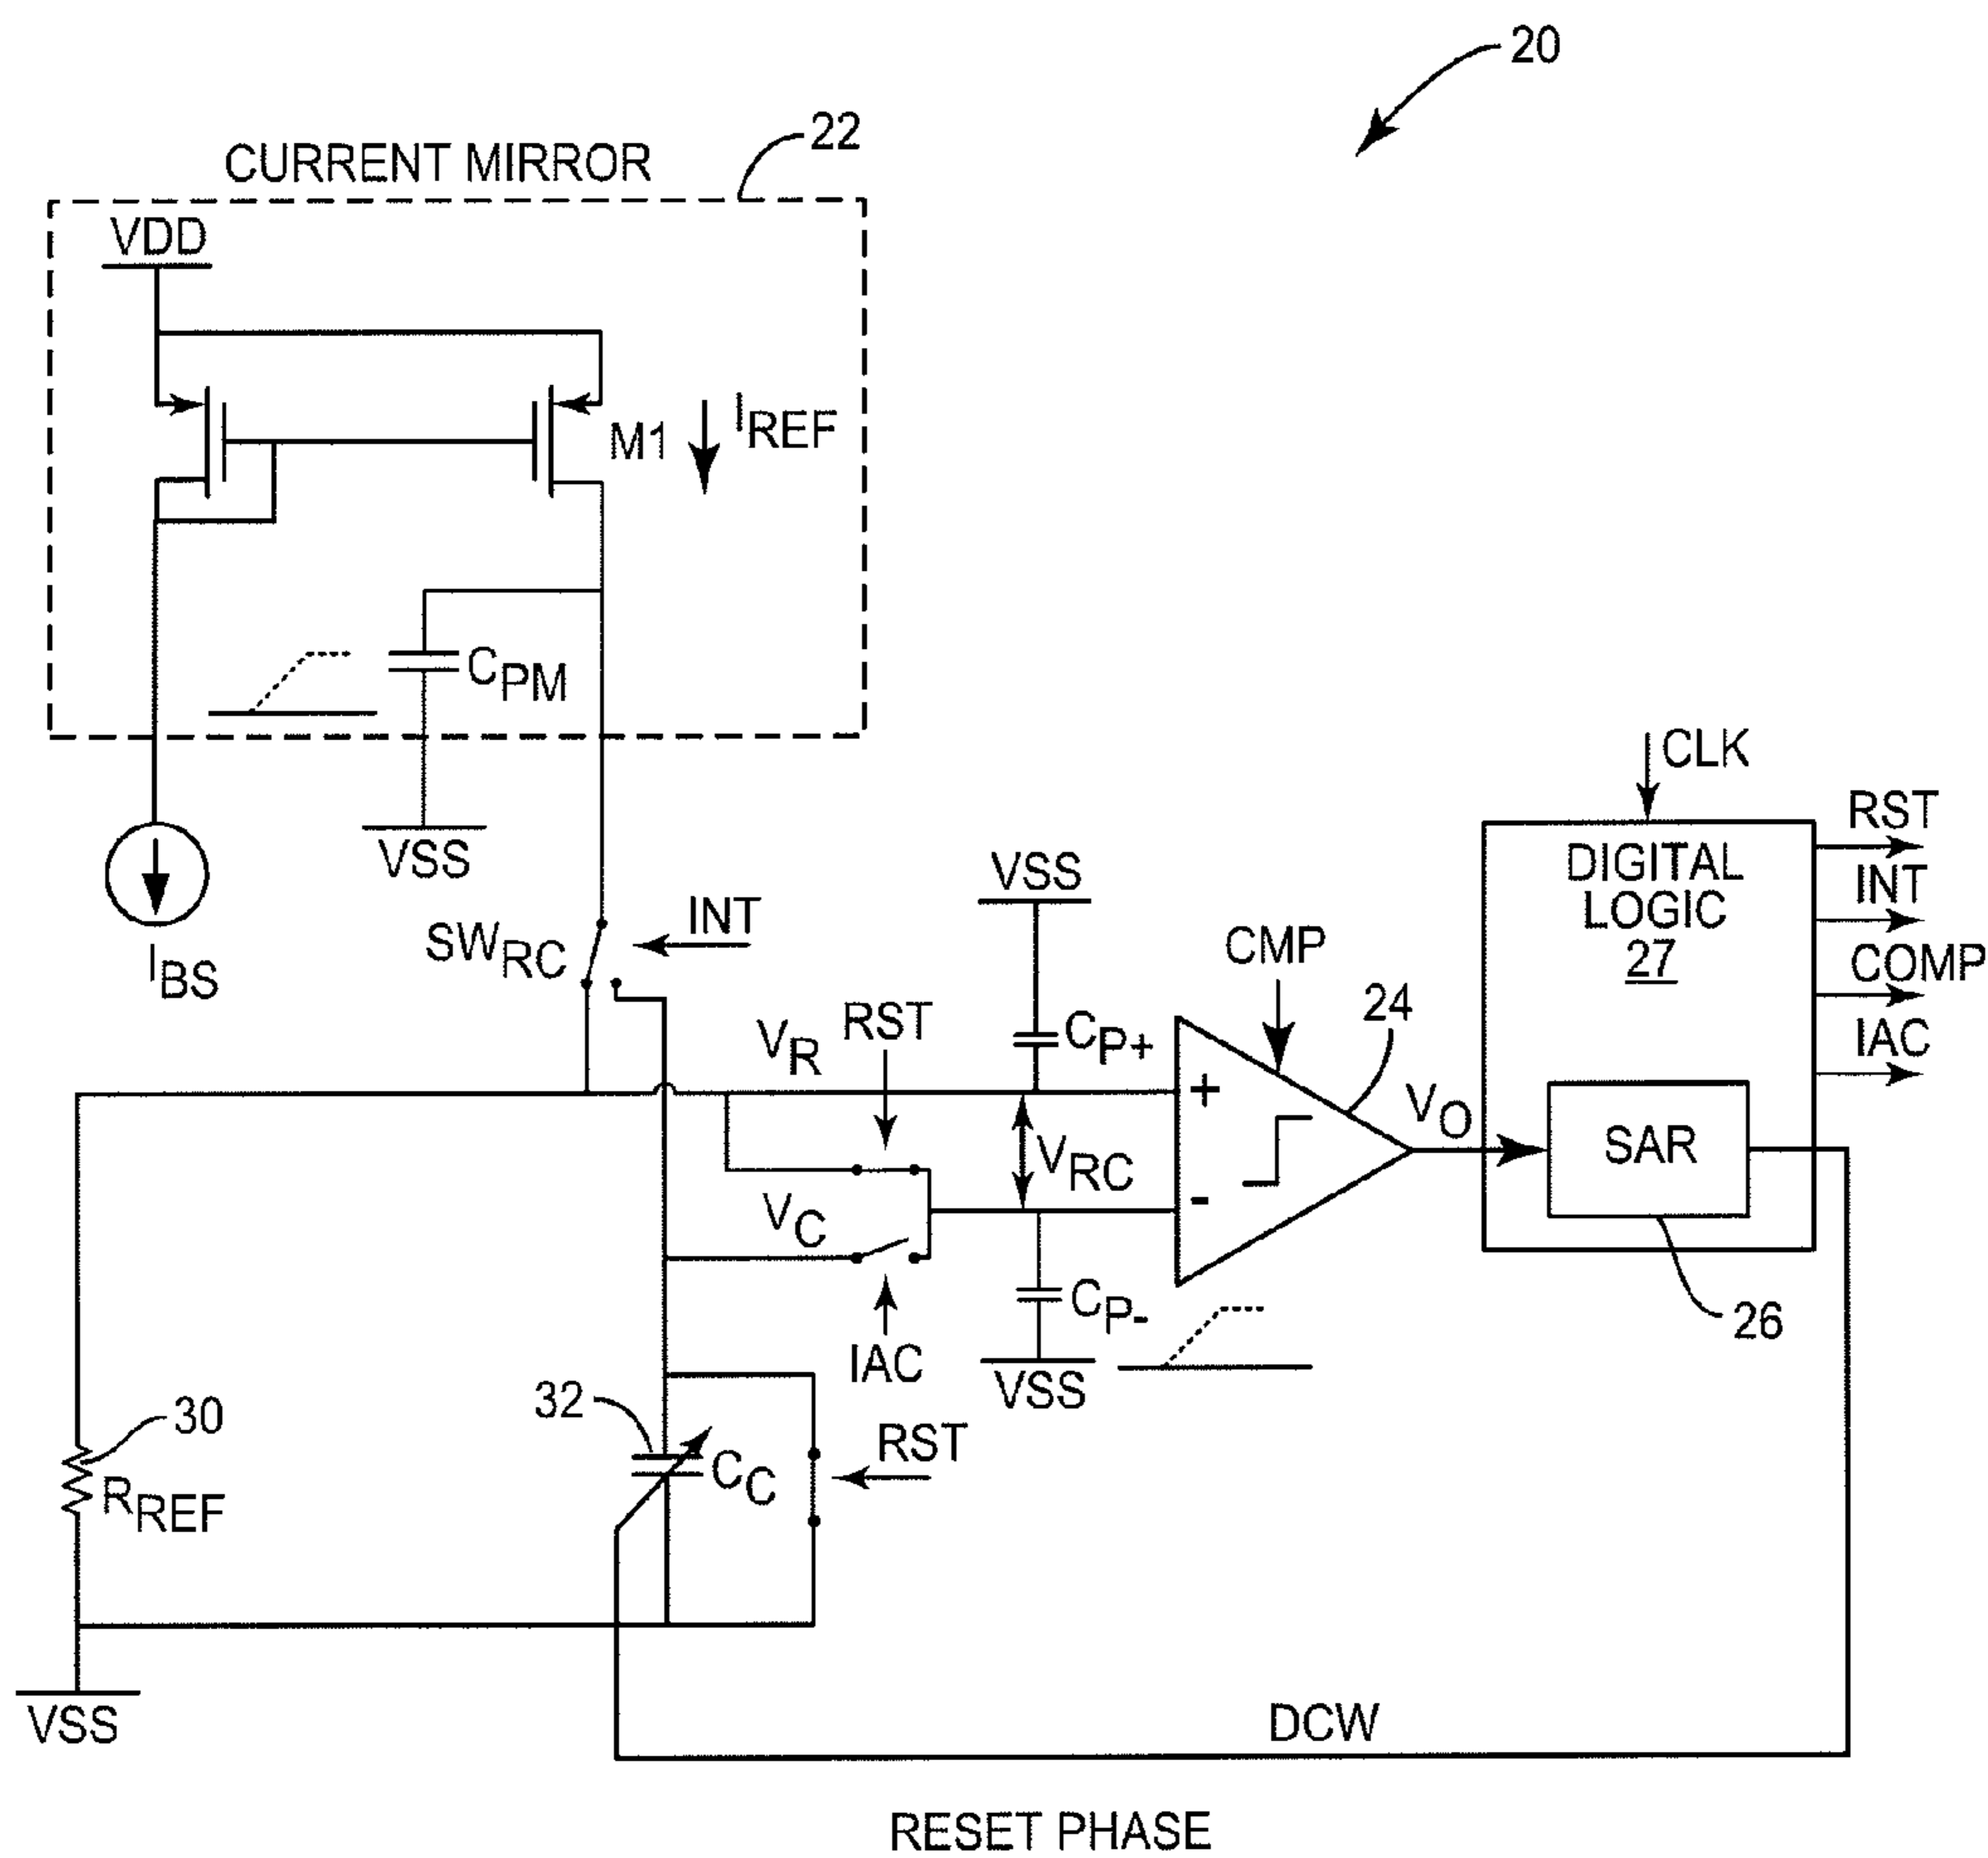 20
22
CURRENT MIRROR
VDD
M1
IREF
CPM
VSS
IBS
SWRC
INT
VR
RST
VSS
CP+
CMP
24
CLK
DIGITAL
LOGIC
27
RST
INT
COMP
IAC
+
VRC
-
VO
SAR
VC
IAC
CP-
VSS
26
30
RREF
32
CC
RST
VSS
DCW
RESET PHASE